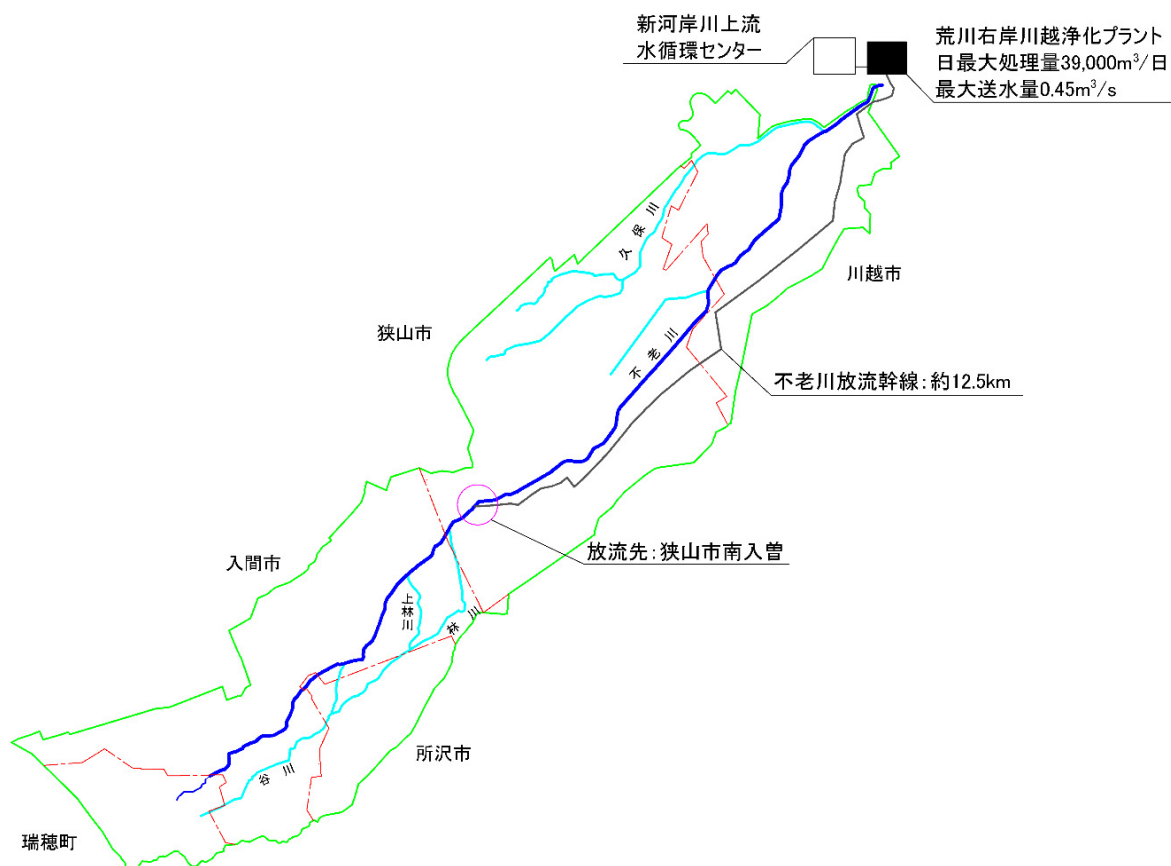 新河岸川上流
水循環センター
荒川右岸川越浄化プラント
日最大処理量39,000m³/日
最大送水量0.45m³/s
久保川
川越市
狭山市
不老川
不老川放流幹線：約12.5km
放流先：狭山市南入曽
入間市
上林川
林川
所沢市
谷川
瑞穂町